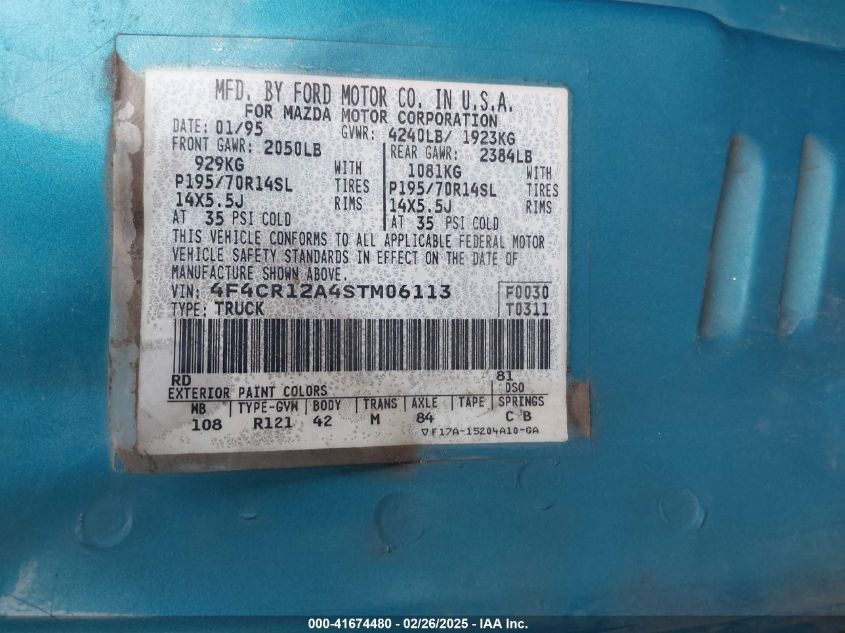 MFD. BY FORD MOTOR CO. IN U.S.A.
FOR MAZDA MOTOR CORPORATION
DATE: 01/95 GVWR: 4240LB/ 1923KG
FRONT GAWR: 2050LB REAR GAWR: 2384LB
929KG WITH 1081KG WITH
P195/70R14SL TIRES P195/70R14SL TIRES
14X5.5J RIMS 14X5.5J RIMS
AT 35 PSI COLD AT 35 PSI COLD
THIS VEHICLE CONFORMS TO ALL APPLICABLE FEDERAL MOTOR
VEHICLE SAFETY STANDARDS IN EFFECT ON THE DATE OF
MANUFACTURE SHOWN ABOVE.
VIN: 4F4CR12A4STM06113 F0030
TYPE: TRUCK T0311
RD 81
EXTERIOR PAINT COLORS DSO
WB TYPE-GVW BODY TRANS AXLE TAPE SPRINGS
108 R121 42 M 84 C B
▽F17A-15204A10-GA
000-41674480 - 02/26/2025 - IAA Inc.